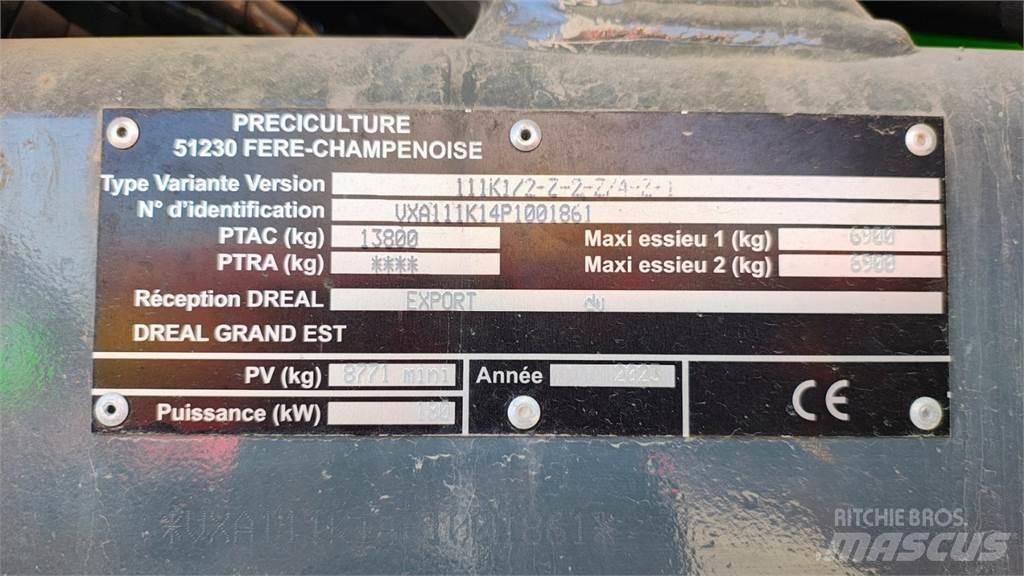 PRECICULTURE
51230 FERE-CHAMPENOISE
Type Variante Version 111K1/2-Z-2-Z/A-Z-1
N° d'identification VXA111K14P1001861
PTAC (kg) 13800 Maxi essieu 1 (kg) 6900
PTRA (kg) **** Maxi essieu 2 (kg) 6900
Réception DREAL EXPORT du
DREAL GRAND EST
PV (kg) 8771 mini Année CE
Puissance (kW) 180
RITCHIE BROS.
MASCUS